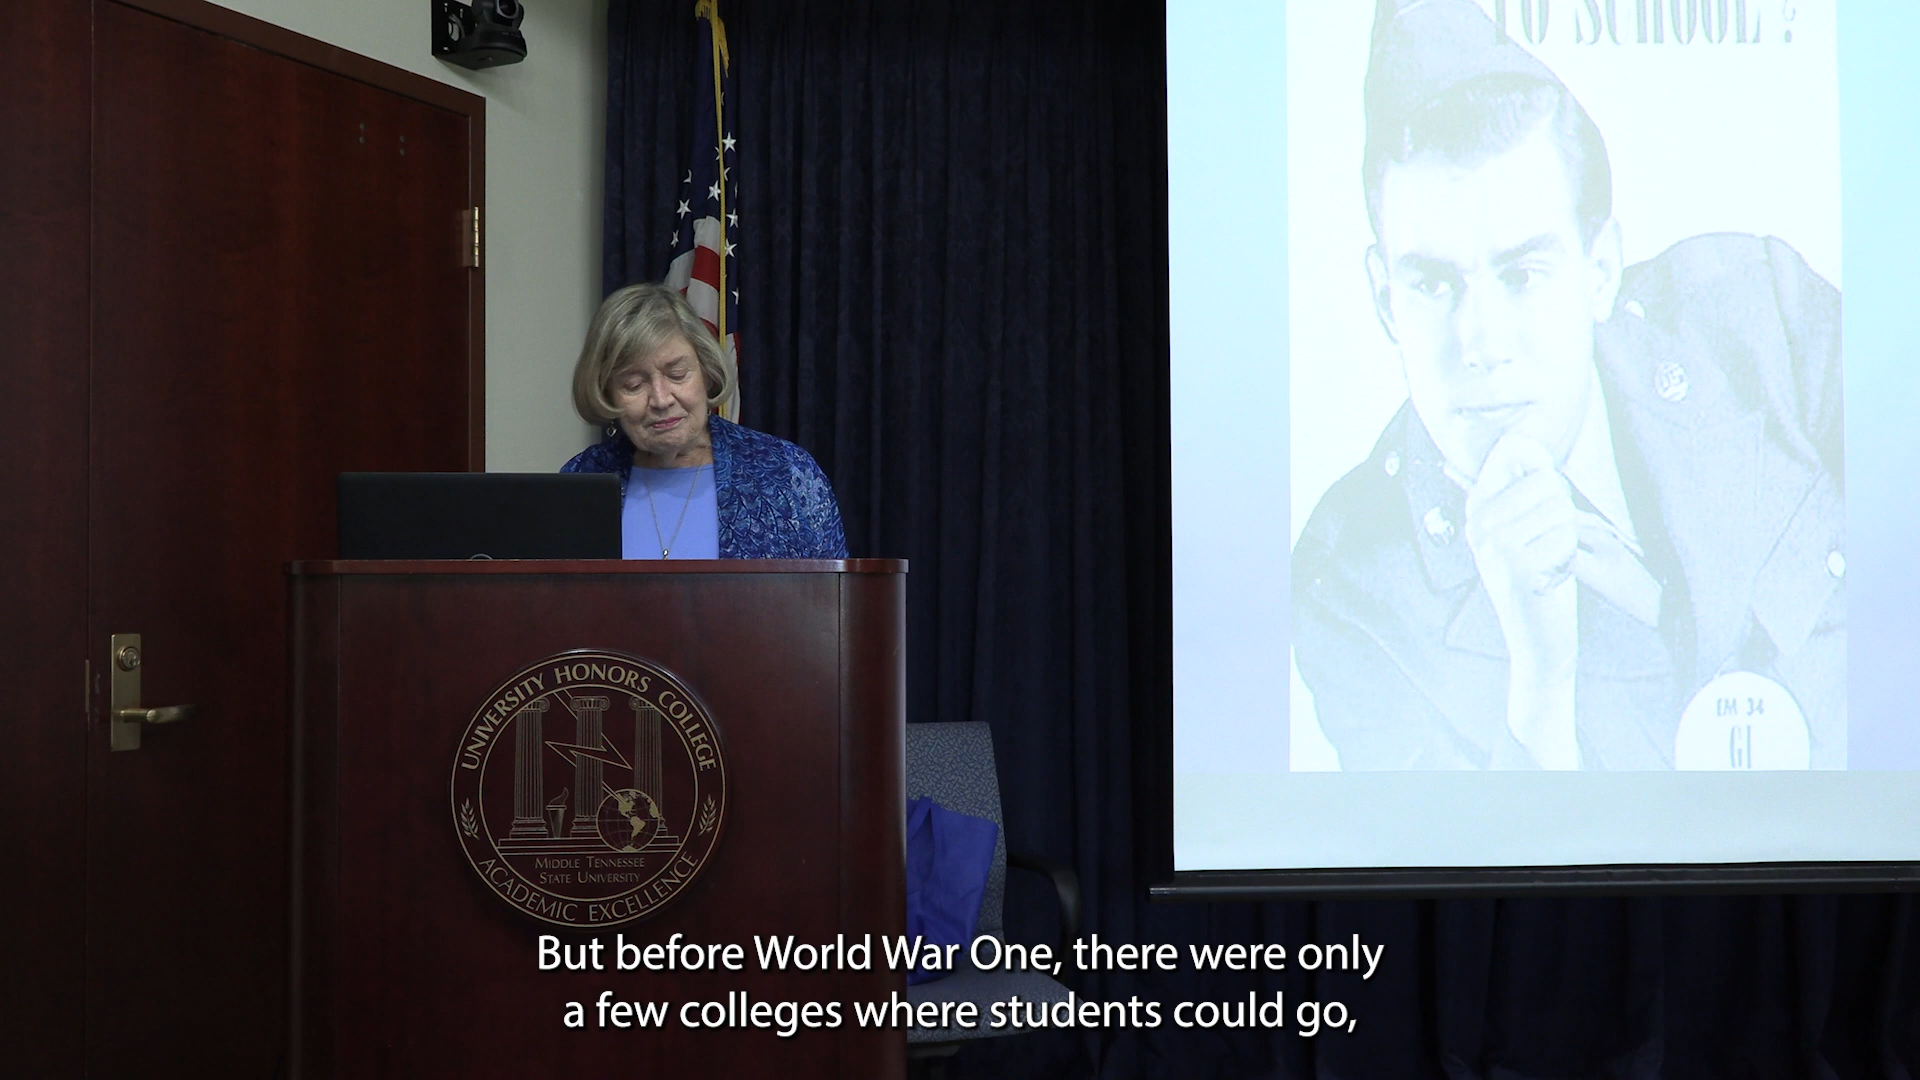 TO SCHOOL?
EM 34
GI
UNIVERSITY HONORS COLLEGE
MIDDLE TENNESSEE
STATE UNIVERSITY
ACADEMIC EXCELLENCE
But before World War One, there were only
a few colleges where students could go,